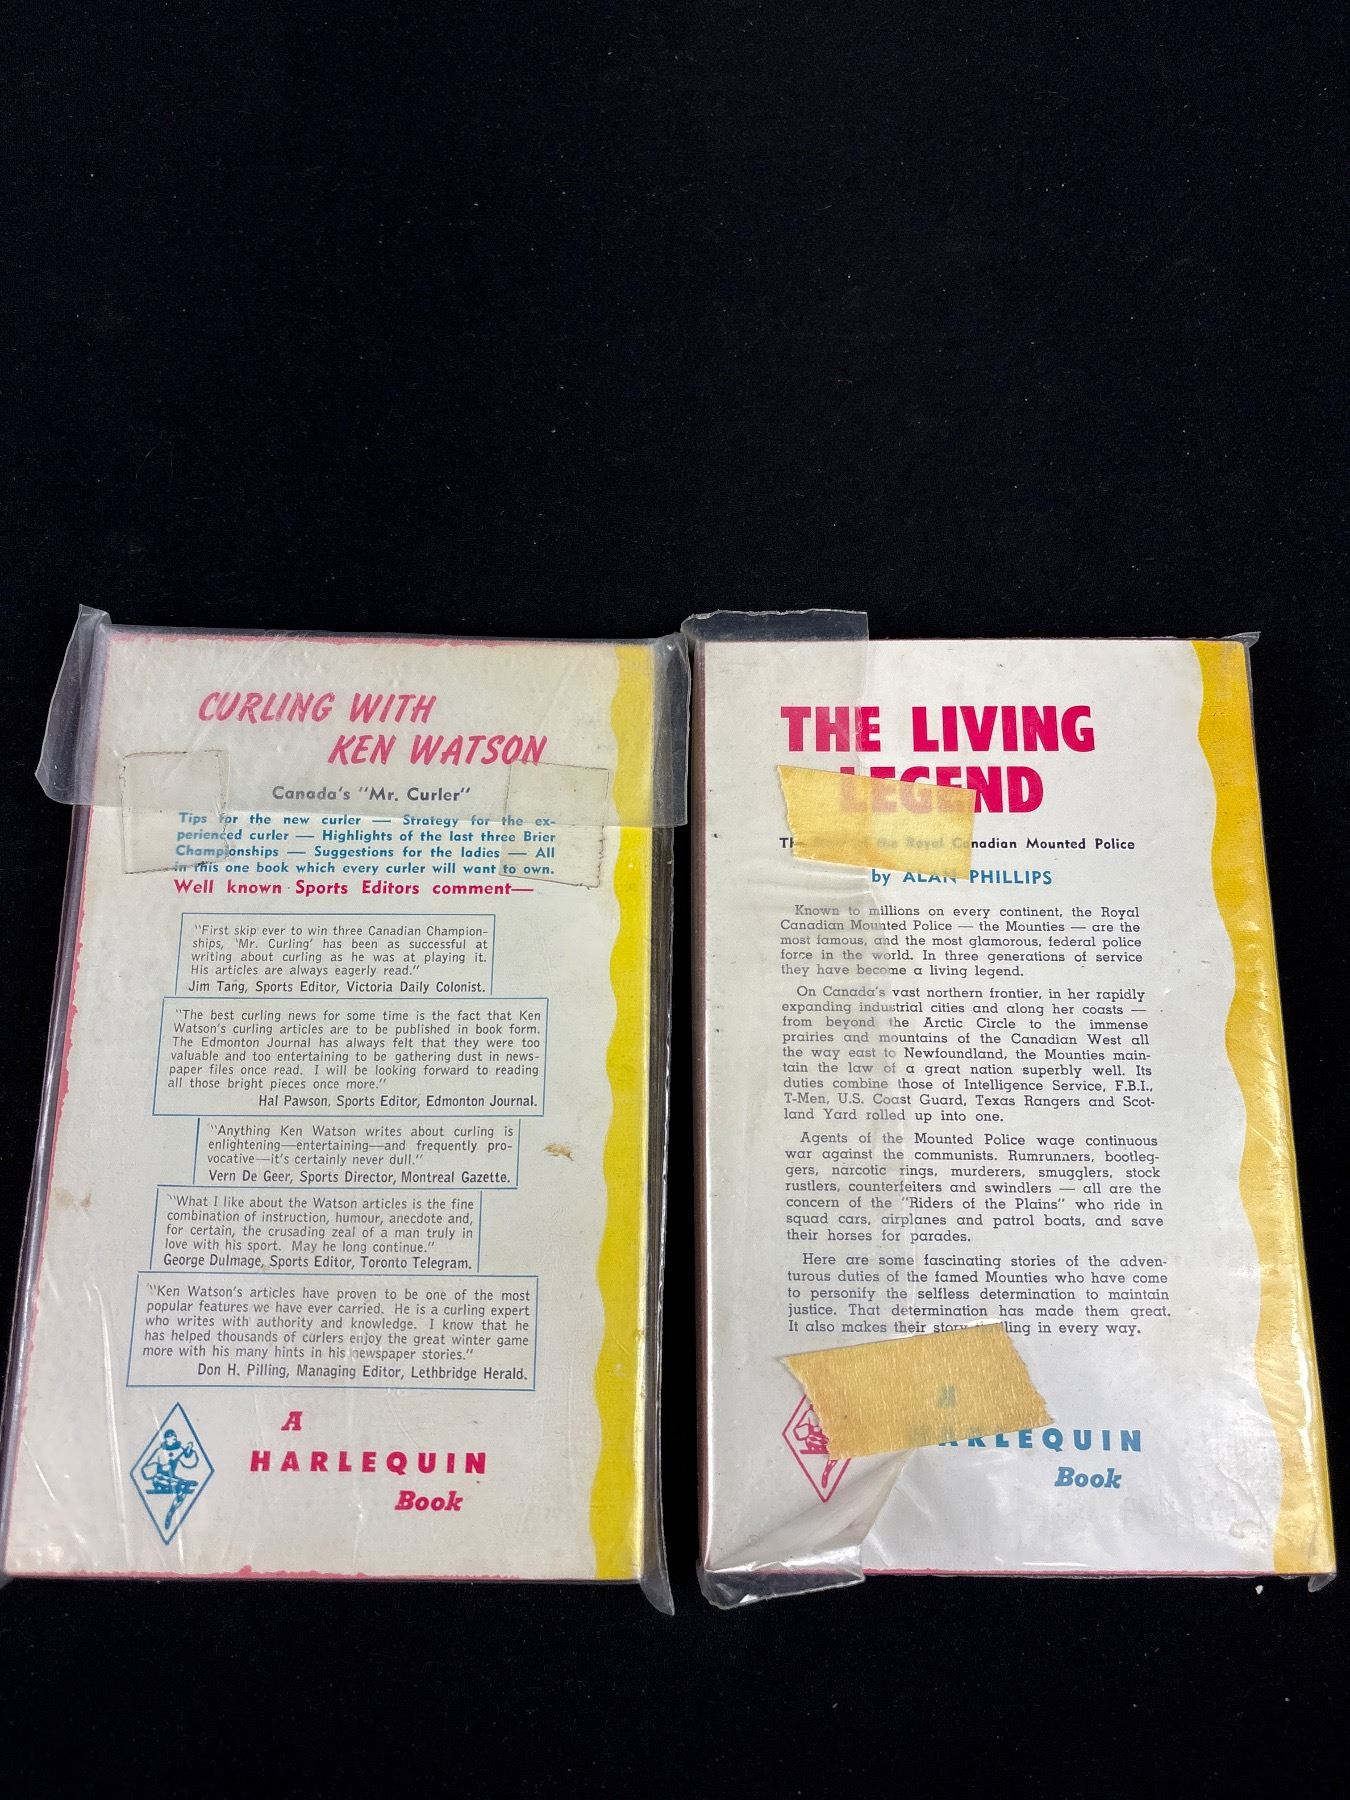 CURLING WITH
KEN WATSON
Canada's "Mr. Curler"
Tips for the new curler — Strategy for the ex-
perienced curler — Highlights of the last three Brier
Championships — Suggestions for the ladies — All
in this one book which every curler will want to own.
Well known Sports Editors comment—
"First skip ever to win three Canadian Champion-
ships, 'Mr. Curling' has been as successful at
writing about curling as he was at playing it.
His articles are always eagerly read."
Jim Tang, Sports Editor, Victoria Daily Colonist.
"The best curling news for some time is the fact that Ken
Watson's curling articles are to be published in book form.
The Edmonton Journal has always felt that they were too
valuable and too entertaining to be gathering dust in news-
paper files once read. I will be looking forward to reading
all those bright pieces once more."
Hal Pawson, Sports Editor, Edmonton Journal.
"Anything Ken Watson writes about curling is
enlightening—entertaining—and frequently pro-
vocative—it's certainly never dull."
Vern De Geer, Sports Director, Montreal Gazette.
"What I like about the Watson articles is the fine
combination of instruction, humour, anecdote and,
for certain, the crusading zeal of a man truly in
love with his sport. May he long continue."
George Dulmage, Sports Editor, Toronto Telegram.
"Ken Watson's articles have proven to be one of the most
popular features we have ever carried. He is a curling expert
who writes with authority and knowledge. I know that he
has helped thousands of curlers enjoy the great winter game
more with his many hints in his newspaper stories."
Don H. Pilling, Managing Editor, Lethbridge Herald.
A
HARLEQUIN
Book
THE LIVING
LEGEND
of the Royal Canadian Mounted Police
by ALAN PHILLIPS
Known to millions on every continent, the Royal
Canadian Mounted Police — the Mounties — are the
most famous, and the most glamorous, federal police
force in the world. In three generations of service
they have become a living legend.
On Canada's vast northern frontier, in her rapidly
expanding industrial cities and along her coasts —
from beyond the Arctic Circle to the immense
prairies and mountains of the Canadian West all
the way east to Newfoundland, the Mounties main-
tain the law of a great nation superbly well. Its
duties combine those of Intelligence Service, F.B.I.,
T-Men, U.S. Coast Guard, Texas Rangers and Scot-
land Yard rolled up into one.
Agents of the Mounted Police wage continuous
war against the communists. Rumrunners, bootleg-
gers, narcotic rings, murderers, smugglers, stock
rustlers, counterfeiters and swindlers — all are the
concern of the "Riders of the Plains" who ride in
squad cars, airplanes and patrol boats, and save
their horses for parades.
Here are some fascinating stories of the adven-
turous duties of the famed Mounties who have come
to personify the selfless determination to maintain
justice. That determination has made them great.
It also makes their story in every way.
A
HARLEQUIN
Book